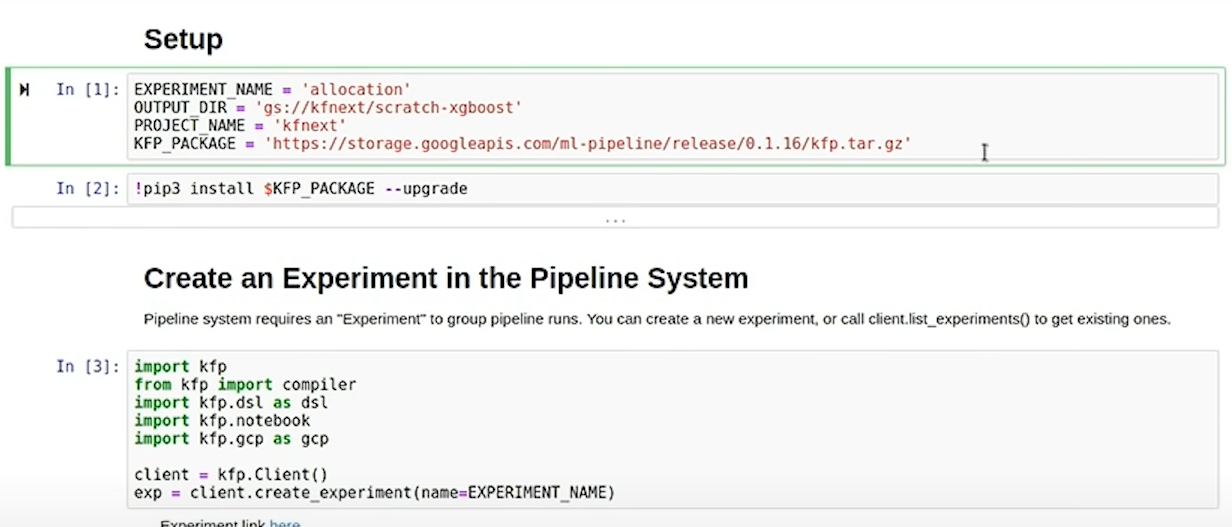 Setup
In [1]: EXPERIMENT_NAME = 'allocation'
OUTPUT_DIR = 'gs://kfnext/scratch-xgboost'
PROJECT_NAME = 'kfnext'
KFP_PACKAGE = 'https://storage.googleapis.com/ml-pipeline/release/0.1.16/kfp.tar.gz'
In [2]: !pip3 install $KFP_PACKAGE --upgrade
...
Create an Experiment in the Pipeline System
Pipeline system requires an "Experiment" to group pipeline runs. You can create a new experiment, or call client.list_experiments() to get existing ones.
In [3]: import kfp
from kfp import compiler
import kfp.dsl as dsl
import kfp.notebook
import kfp.gcp as gcp
client = kfp.Client()
exp = client.create_experiment(name=EXPERIMENT_NAME)
Experiment link here